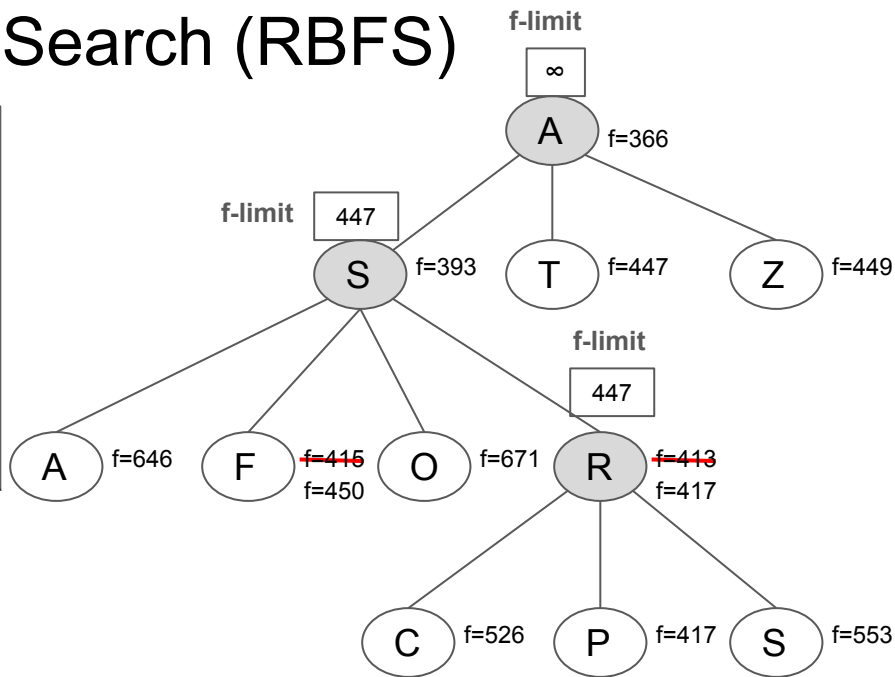 Search (RBFS)
f-limit
∞
A f=366
f-limit 447
S f=393 T f=447 Z f=449
f-limit
447
A f=646 F f=415 O f=671 R f=413
f=450 f=417
C f=526 P f=417 S f=553